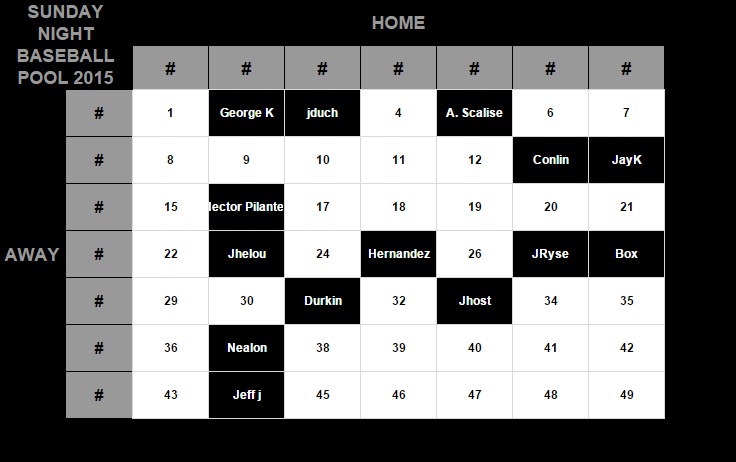 SUNDAY
NIGHT
BASEBALL
POOL 2015
HOME
# # # # # # #
# 1 George K jduch 4 A. Scalise 6 7
# 8 9 10 11 12 Conlin JayK
# 15 lector Pilante 17 18 19 20 21
AWAY # 22 Jhelou 24 Hernandez 26 JRyse Box
# 29 30 Durkin 32 Jhost 34 35
# 36 Nealon 38 39 40 41 42
# 43 Jeff j 45 46 47 48 49